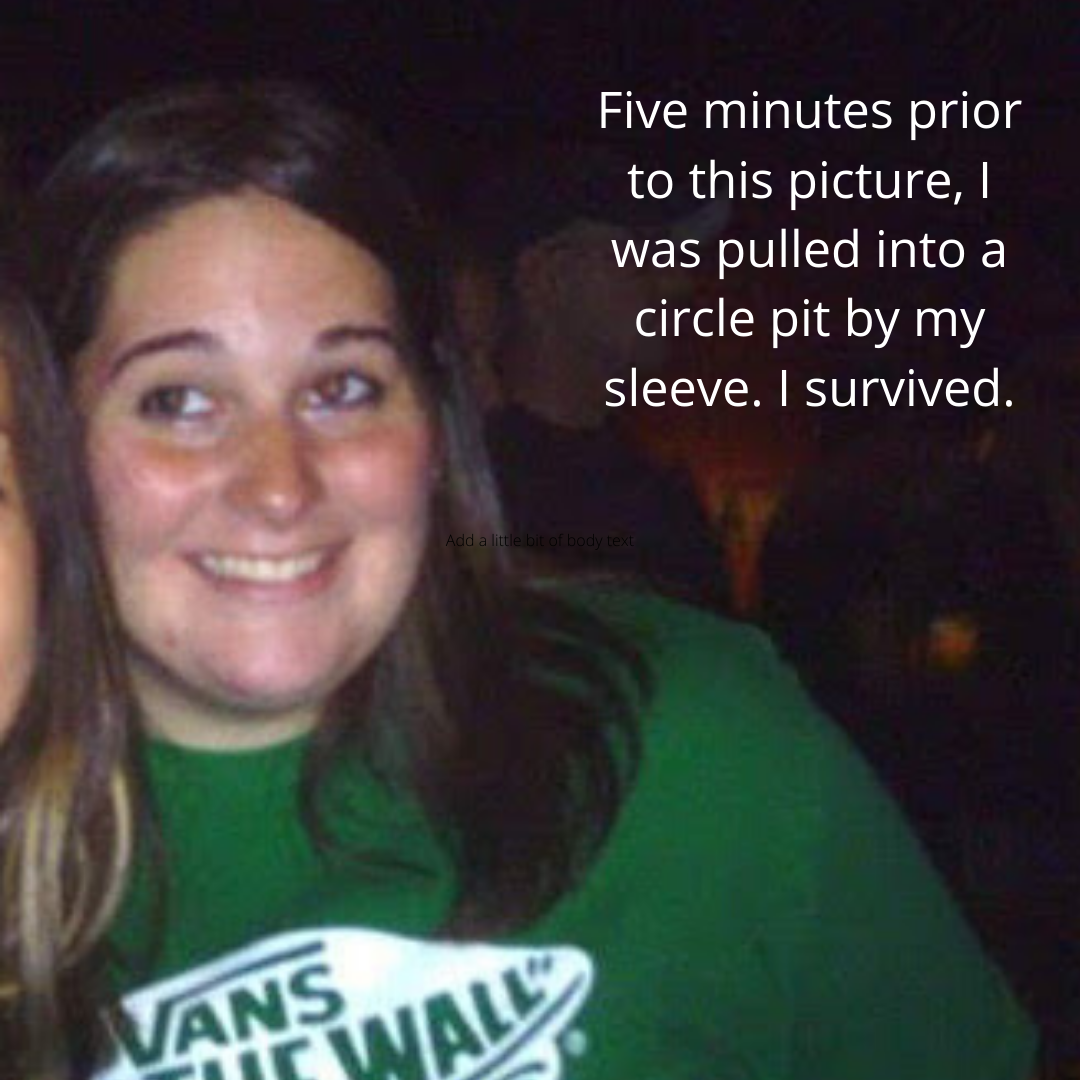 Five minutes prior
to this picture, I
was pulled into a
circle pit by my
sleeve. I survived.
Add a little bit of body text
VANS
THE WALL"